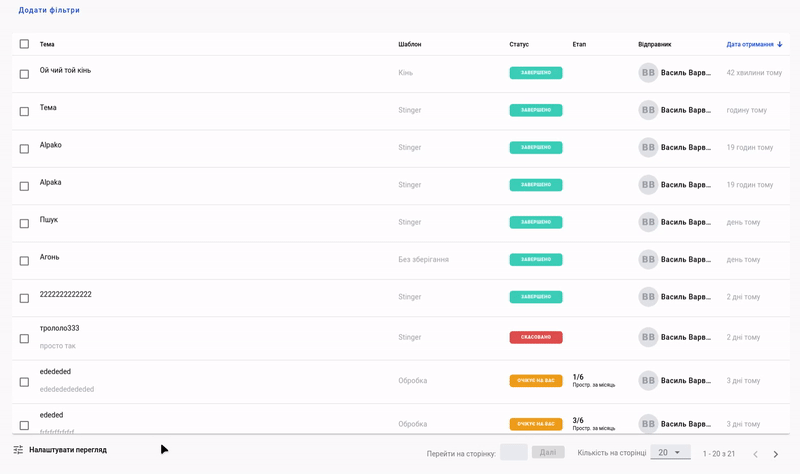 Додати фільтри
Тема Шаблон Статус Етап Відправник Дата отримання
Ой чий той кінь Кінь ЗАВЕРШЕНО ВВ Василь Варв... 42 хвилини тому
Тема Stinger ЗАВЕРШЕНО ВВ Василь Варв... годину тому
Alpako Stinger ЗАВЕРШЕНО ВВ Василь Варв... 19 годин тому
Alpaka Stinger ЗАВЕРШЕНО ВВ Василь Варв... 19 годин тому
Пшук Stinger ЗАВЕРШЕНО ВВ Василь Варв... день тому
Агонь Без зберігання ЗАВЕРШЕНО ВВ Василь Варв... день тому
2222222222222 Stinger ЗАВЕРШЕНО ВВ Василь Варв... 2 дні тому
трололо333 Stinger СКАСОВАНО ВВ Василь Варв... 2 дні тому
просто так
edededed Обробка ОЧІКУЄ НА ВАС 1/6 ВВ Василь Варв... 3 дні тому
Простр. за місяць
ededededededed
ededed Обробка ОЧІКУЄ НА ВАС 3/6 ВВ Василь Варв... 3 дні тому
Простр. за місяць
Налаштувати перегляд Перейти на сторінку: Далі Кількість на сторінці 20 1 - 20 з 21